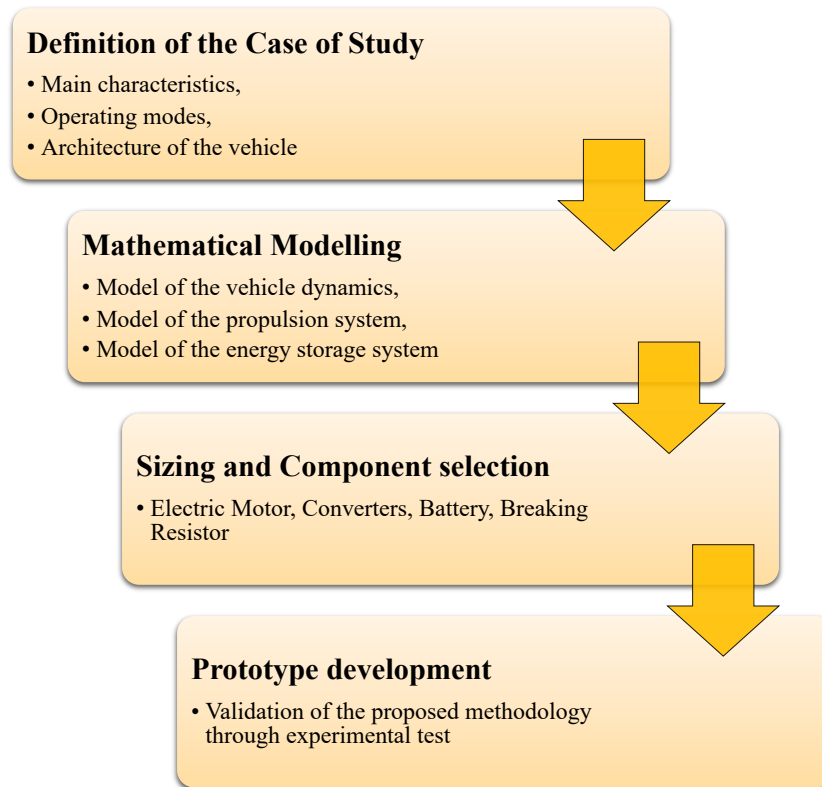 Definition of the Case of Study
• Main characteristics,
• Operating modes,
• Architecture of the vehicle
Mathematical Modelling
• Model of the vehicle dynamics,
• Model of the propulsion system,
• Model of the energy storage system
Sizing and Component selection
• Electric Motor, Converters, Battery, Breaking
Resistor
Prototype development
• Validation of the proposed methodology
through experimental test